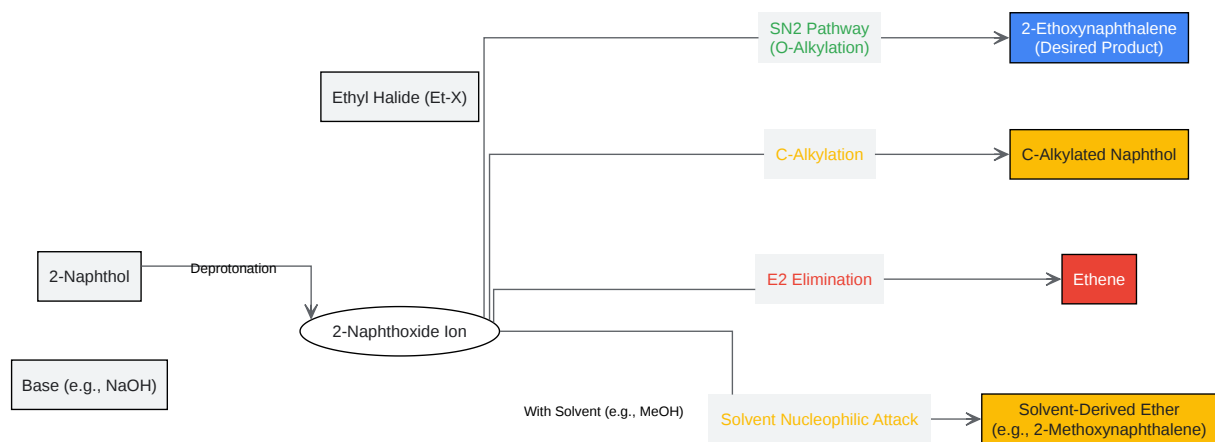 SN2 Pathway
(O-Alkylation)
2-Ethoxynaphthalene
(Desired Product)
Ethyl Halide (Et-X)
C-Alkylation
C-Alkylated Naphthol
2-Naphthol
Deprotonation
E2 Elimination
Ethene
2-Naphthoxide Ion
Base (e.g., NaOH)
With Solvent (e.g., MeOH)
Solvent Nucleophilic Attack
Solvent-Derived Ether
(e.g., 2-Methoxynaphthalene)